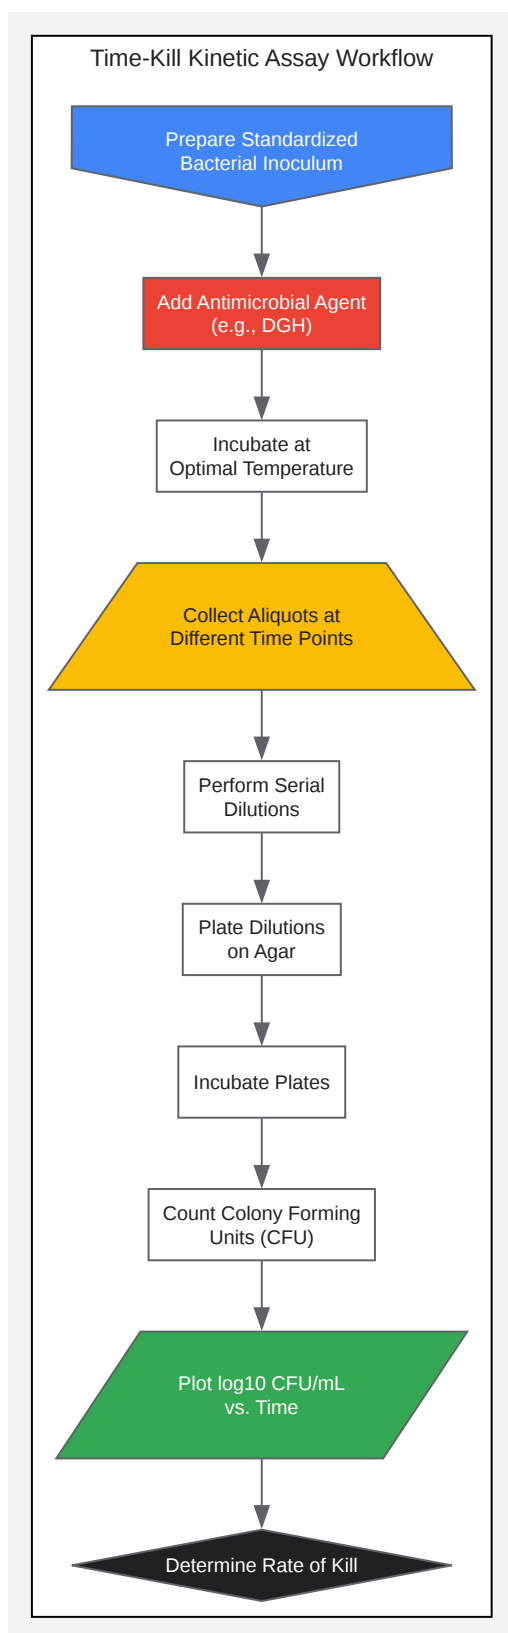 Time-Kill Kinetic Assay Workflow
Prepare Standardized
Bacterial Inoculum
Add Antimicrobial Agent
(e.g., DGH)
Incubate at
Optimal Temperature
Collect Aliquots at
Different Time Points
Perform Serial
Dilutions
Plate Dilutions
on Agar
Incubate Plates
Count Colony Forming
Units (CFU)
Plot log10 CFU/mL
vs. Time
Determine Rate of Kill